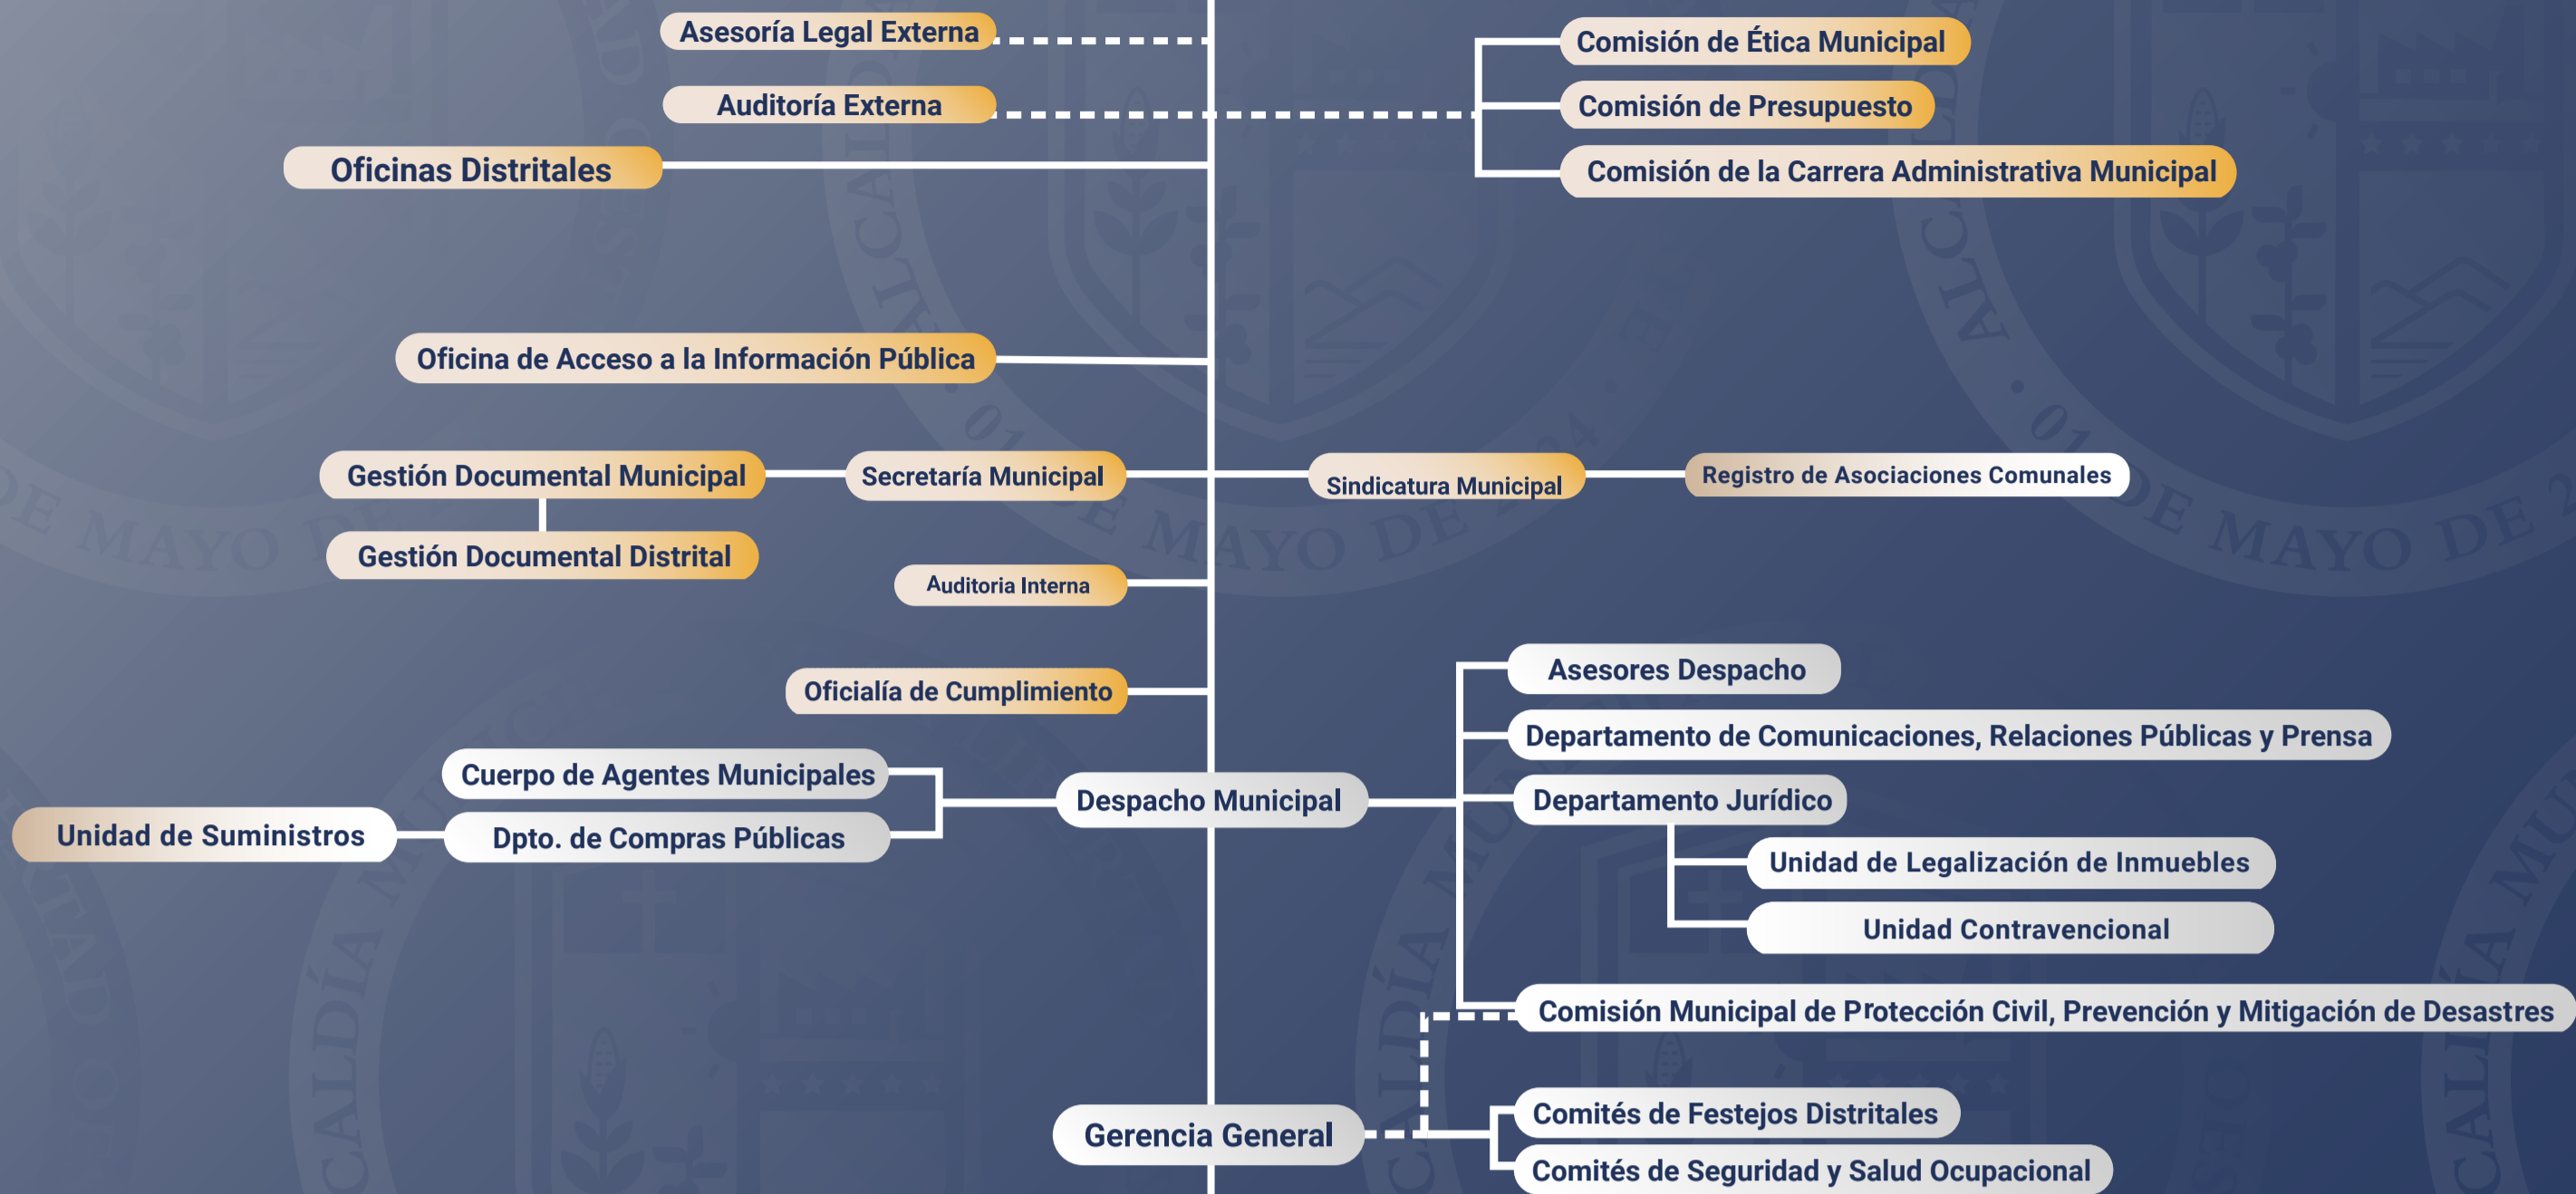 Asesoría Legal Externa
Auditoría Externa
Oficinas Distritales
Comisión de Ética Municipal
Comisión de Presupuesto
Comisión de la Carrera Administrativa Municipal
Oficina de Acceso a la Información Pública
Gestión Documental Municipal
Secretaría Municipal
Sindicatura Municipal
Registro de Asociaciones Comunales
Gestión Documental Distrital
Auditoria Interna
Oficialía de Cumplimiento
Asesores Despacho
Departamento de Comunicaciones, Relaciones Públicas y Prensa
Cuerpo de Agentes Municipales
Despacho Municipal
Departamento Jurídico
Unidad de Suministros
Dpto. de Compras Públicas
Unidad de Legalización de Inmuebles
Unidad Contravencional
Comisión Municipal de Protección Civil, Prevención y Mitigación de Desastres
Gerencia General
Comités de Festejos Distritales
Comités de Seguridad y Salud Ocupacional